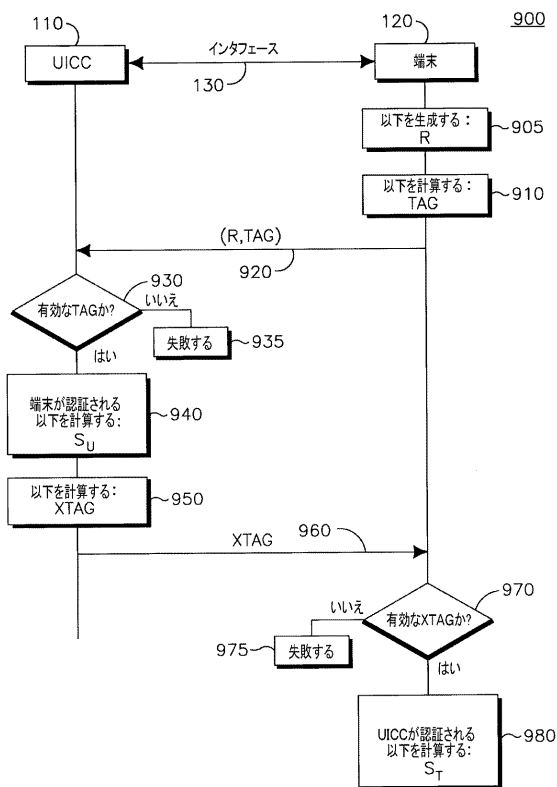 110
120
900
UICC
インタフェース
端末
130
以下を生成する：
R
905
以下を計算する：
TAG
910
(R,TAG)
920
930
有効なTAGか?
いいえ
失敗する
935
はい
端末が認証される
以下を計算する:
SU
940
以下を計算する:
XTAG
950
XTAG
960
970
有効なXTAGか?
いいえ
975
失敗する
はい
UICCが認証される
以下を計算する:
ST
980